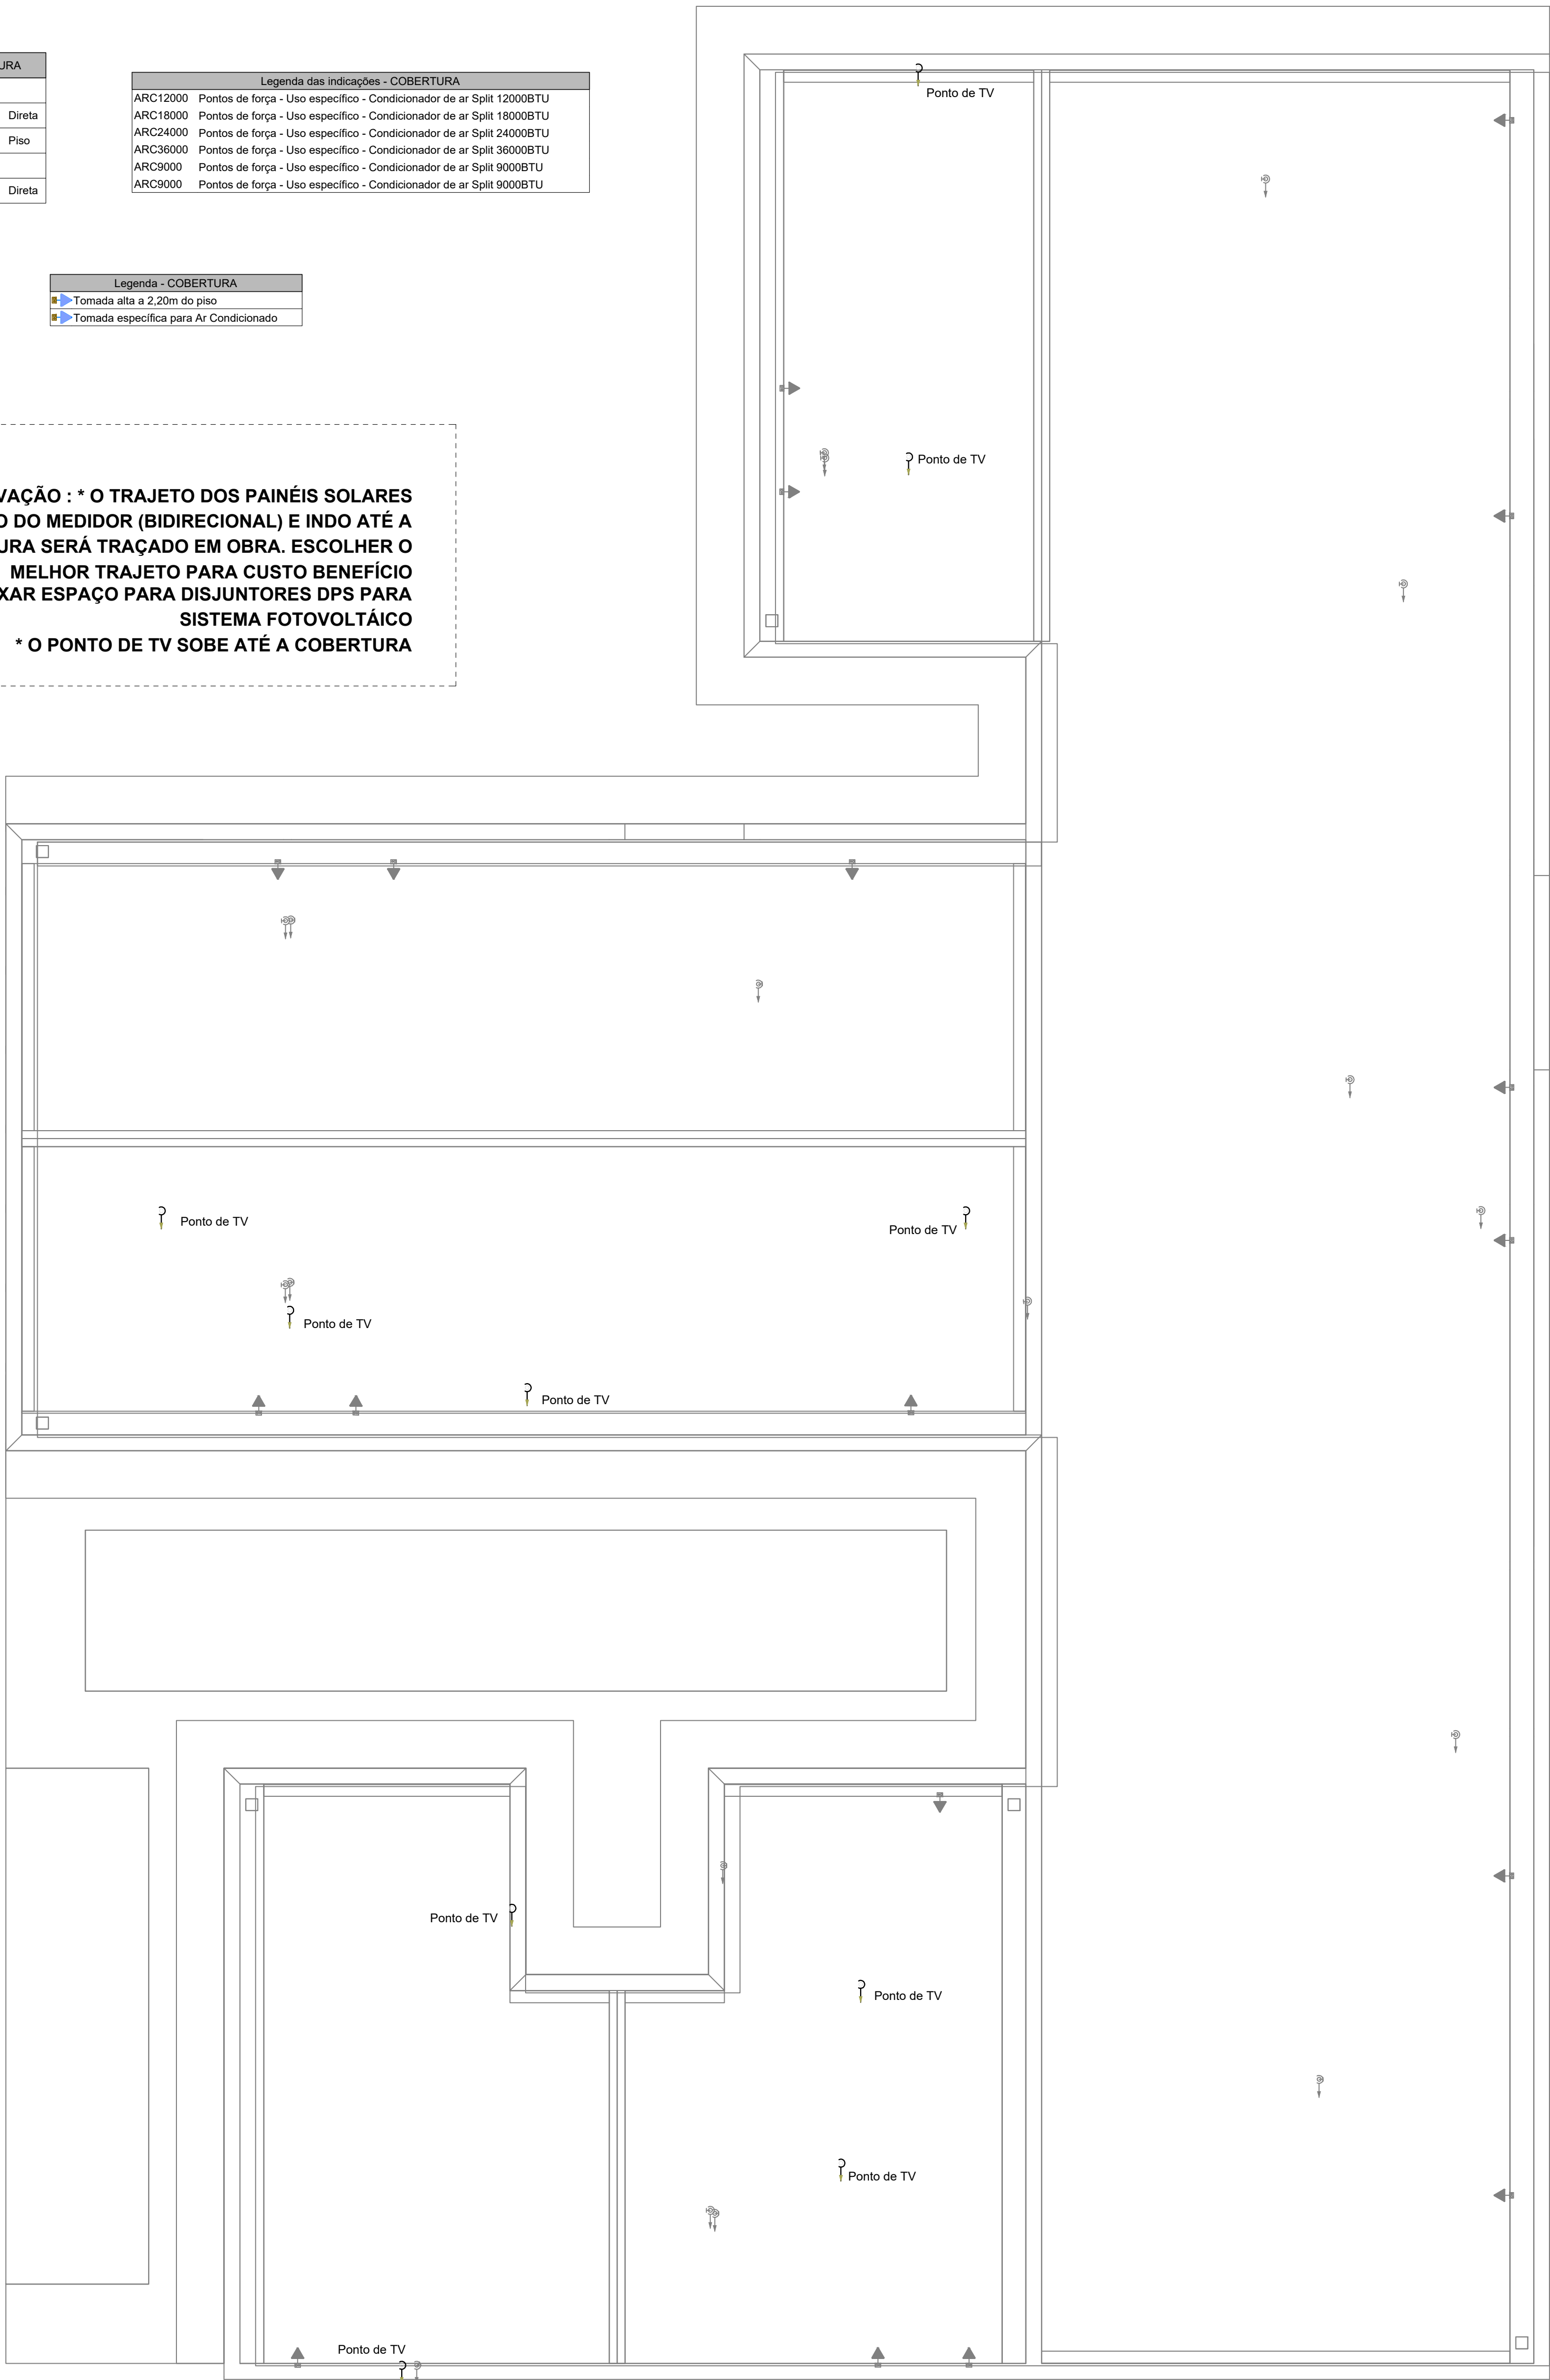 URA
Direta
Piso
Direta
Legenda das indicações - COBERTURA
ARC12000 Pontos de força - Uso específico - Condicionador de ar Split 12000BTU
ARC18000 Pontos de força - Uso específico - Condicionador de ar Split 18000BTU
ARC24000 Pontos de força - Uso específico - Condicionador de ar Split 24000BTU
ARC36000 Pontos de força - Uso específico - Condicionador de ar Split 36000BTU
ARC9000 Pontos de força - Uso específico - Condicionador de ar Split 9000BTU
ARC9000 Pontos de força - Uso específico - Condicionador de ar Split 9000BTU
Legenda - COBERTURA
Tomada alta a 2,20m do piso
Tomada específica para Ar Condicionado
VAÇÃO : * O TRAJETO DOS PAINÉIS SOLARES
O DO MEDIDOR (BIDIRECIONAL) E INDO ATÉ A
URA SERÁ TRAÇADO EM OBRA. ESCOLHER O
MELHOR TRAJETO PARA CUSTO BENEFÍCIO
XAR ESPAÇO PARA DISJUNTORES DPS PARA
SISTEMA FOTOVOLTÁICO
* O PONTO DE TV SOBE ATÉ A COBERTURA
Ponto de TV
Ponto de TV
Ponto de TV
Ponto de TV
Ponto de TV
Ponto de TV
Ponto de TV
Ponto de TV
Ponto de TV
Ponto de TV